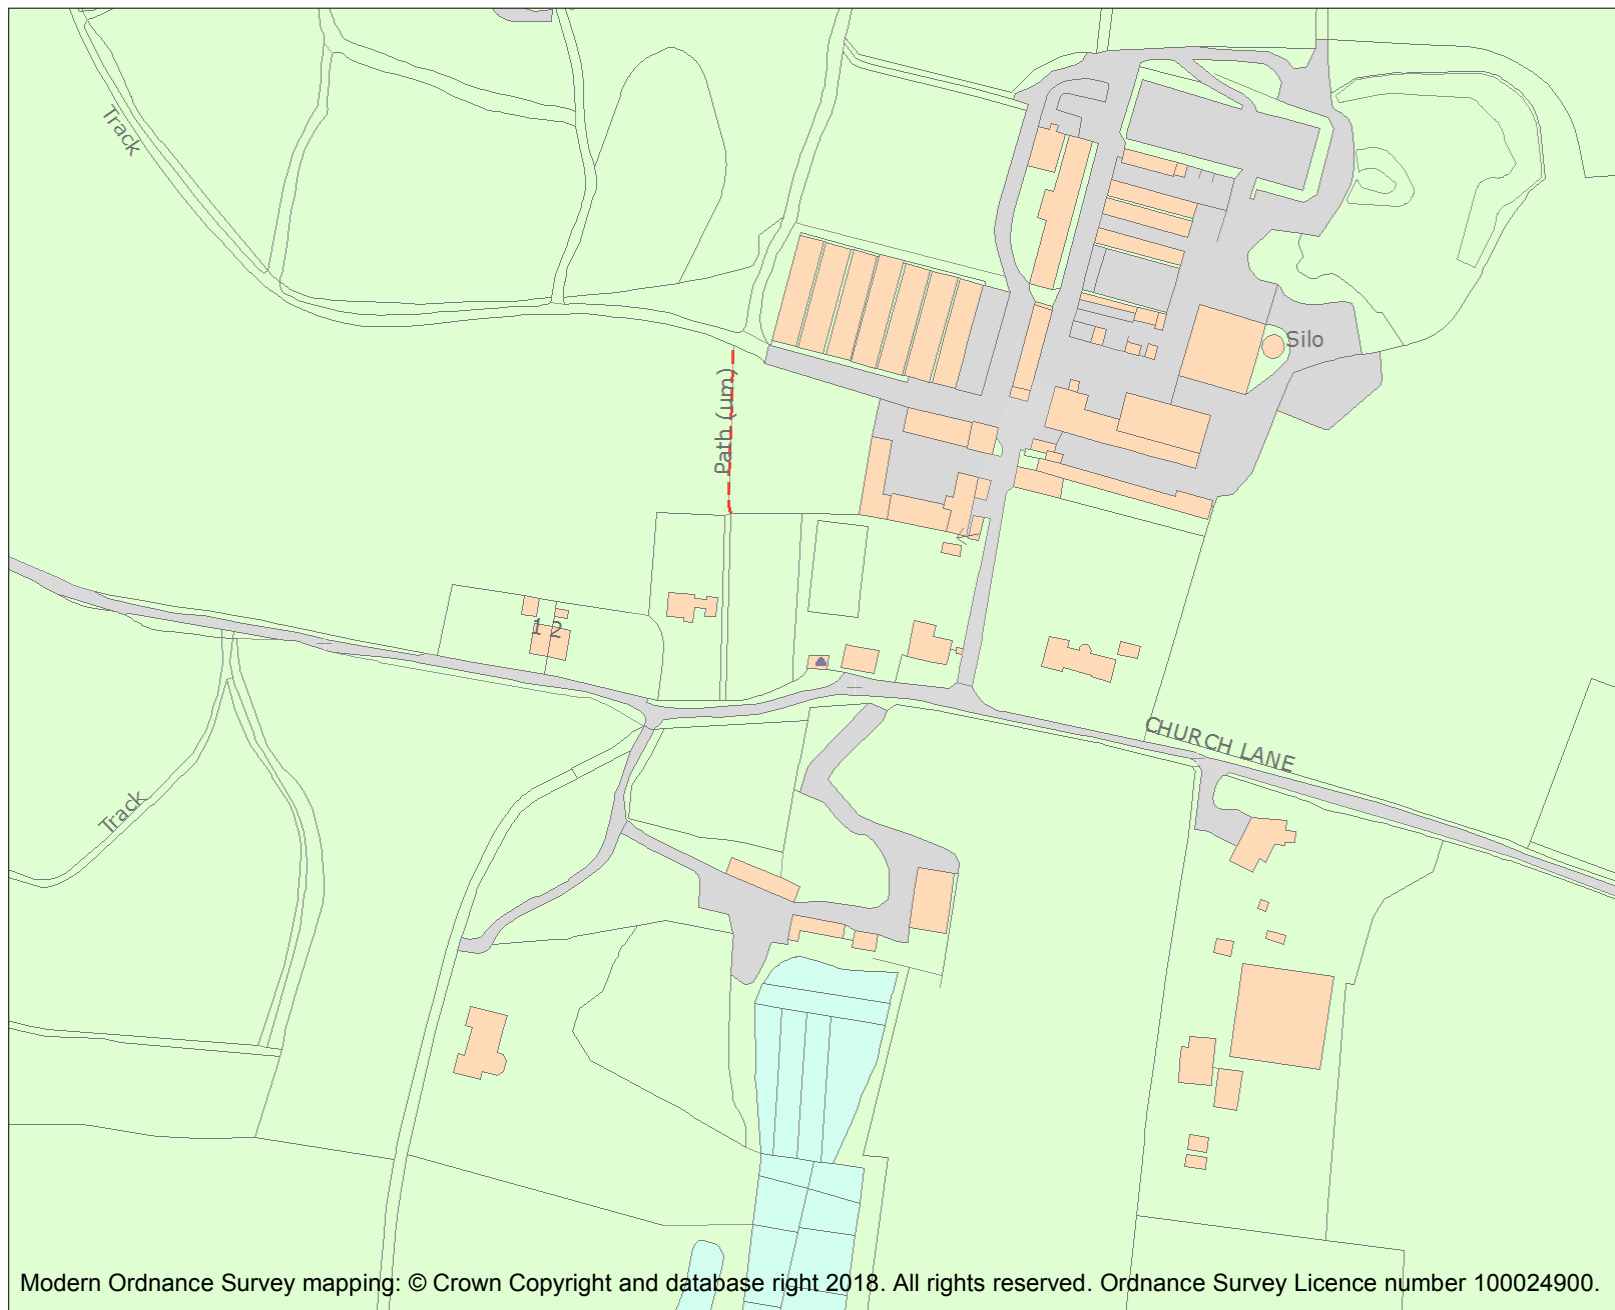 Track
Silo
Path (um)
1 2
CHURCH LANE
Track
Modern Ordnance Survey mapping: © Crown Copyright and database right 2018. All rights reserved. Ordnance Survey Licence number 100024900.